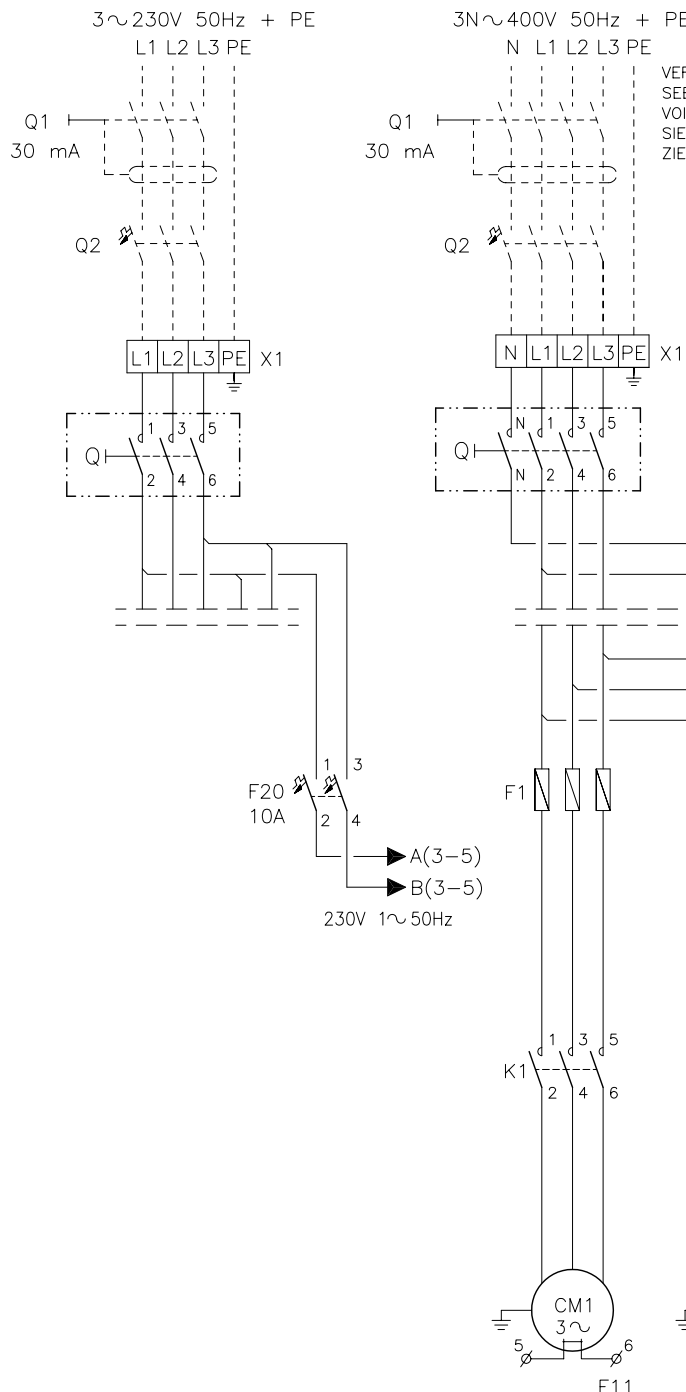 3~230V 50Hz + PE
L1 L2 L3 PE
Q1
30 mA
Q2
L1 L2 L3 PE X1
Q
1 3 5
2 4 6
F20
10A
1 3
2 4
A(3-5)
B(3-5)
230V 1~50Hz
3N~400V 50Hz + PE
N L1 L2 L3 PE
Q1
30 mA
Q2
N L1 L2 L3 PE X1
Q
N 1 3 5
N 2 4 6
F1
K1
1 3 5
2 4 6
CM1
3~
5 6
F11